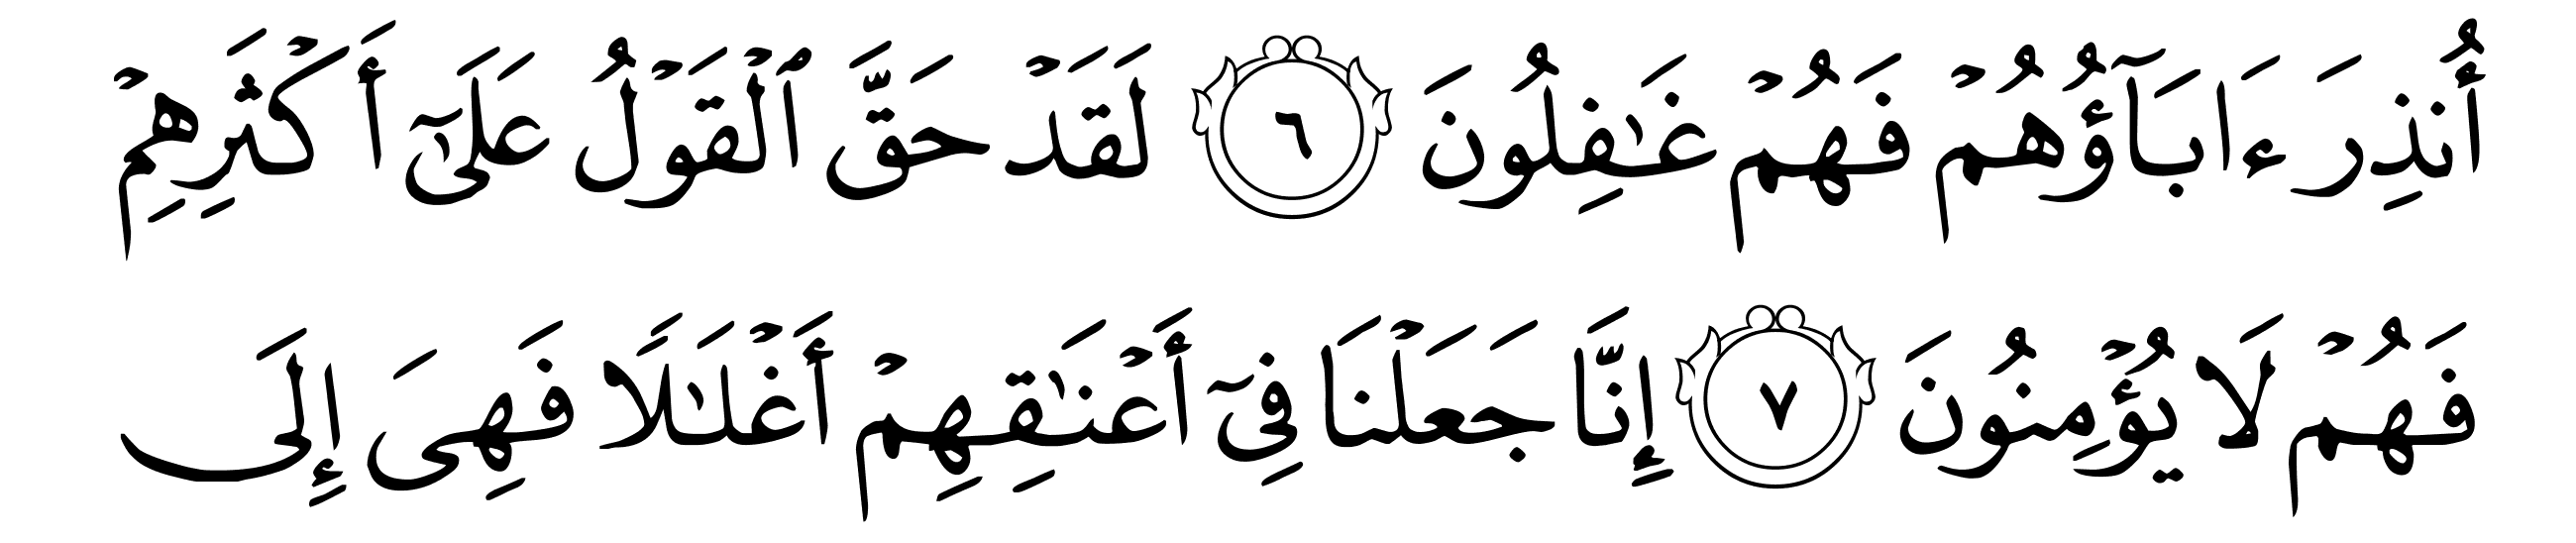 أُنذِرَ ءَابَآؤُهُمۡ فَهُمۡ غَٰفِلُونَ ٦ لَقَدۡ حَقَّ ٱلۡقَوۡلُ عَلَىٰٓ أَكۡثَرِهِمۡ
فَهُمۡ لَا يُؤۡمِنُونَ ٧ إِنَّا جَعَلۡنَا فِيٓ أَعۡنَٰقِهِمۡ أَغۡلَٰلًا فَهِيَ إِلَى